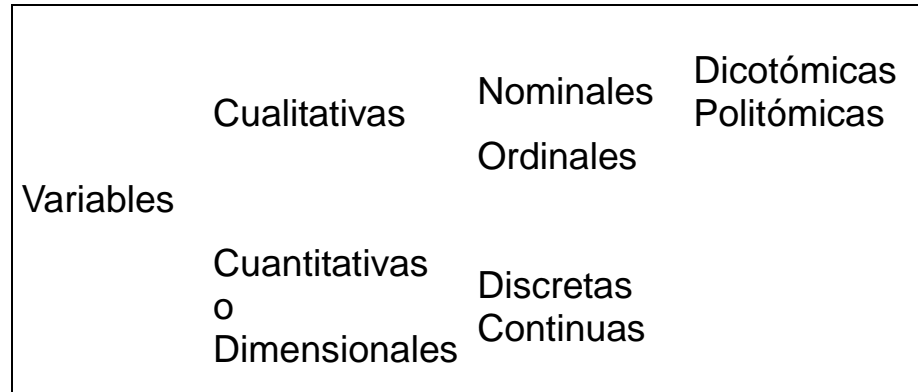 Variables
Cualitativas
Nominales
Ordinales
Dicotómicas
Politómicas
Cuantitativas
o
Dimensionales
Discretas
Continuas